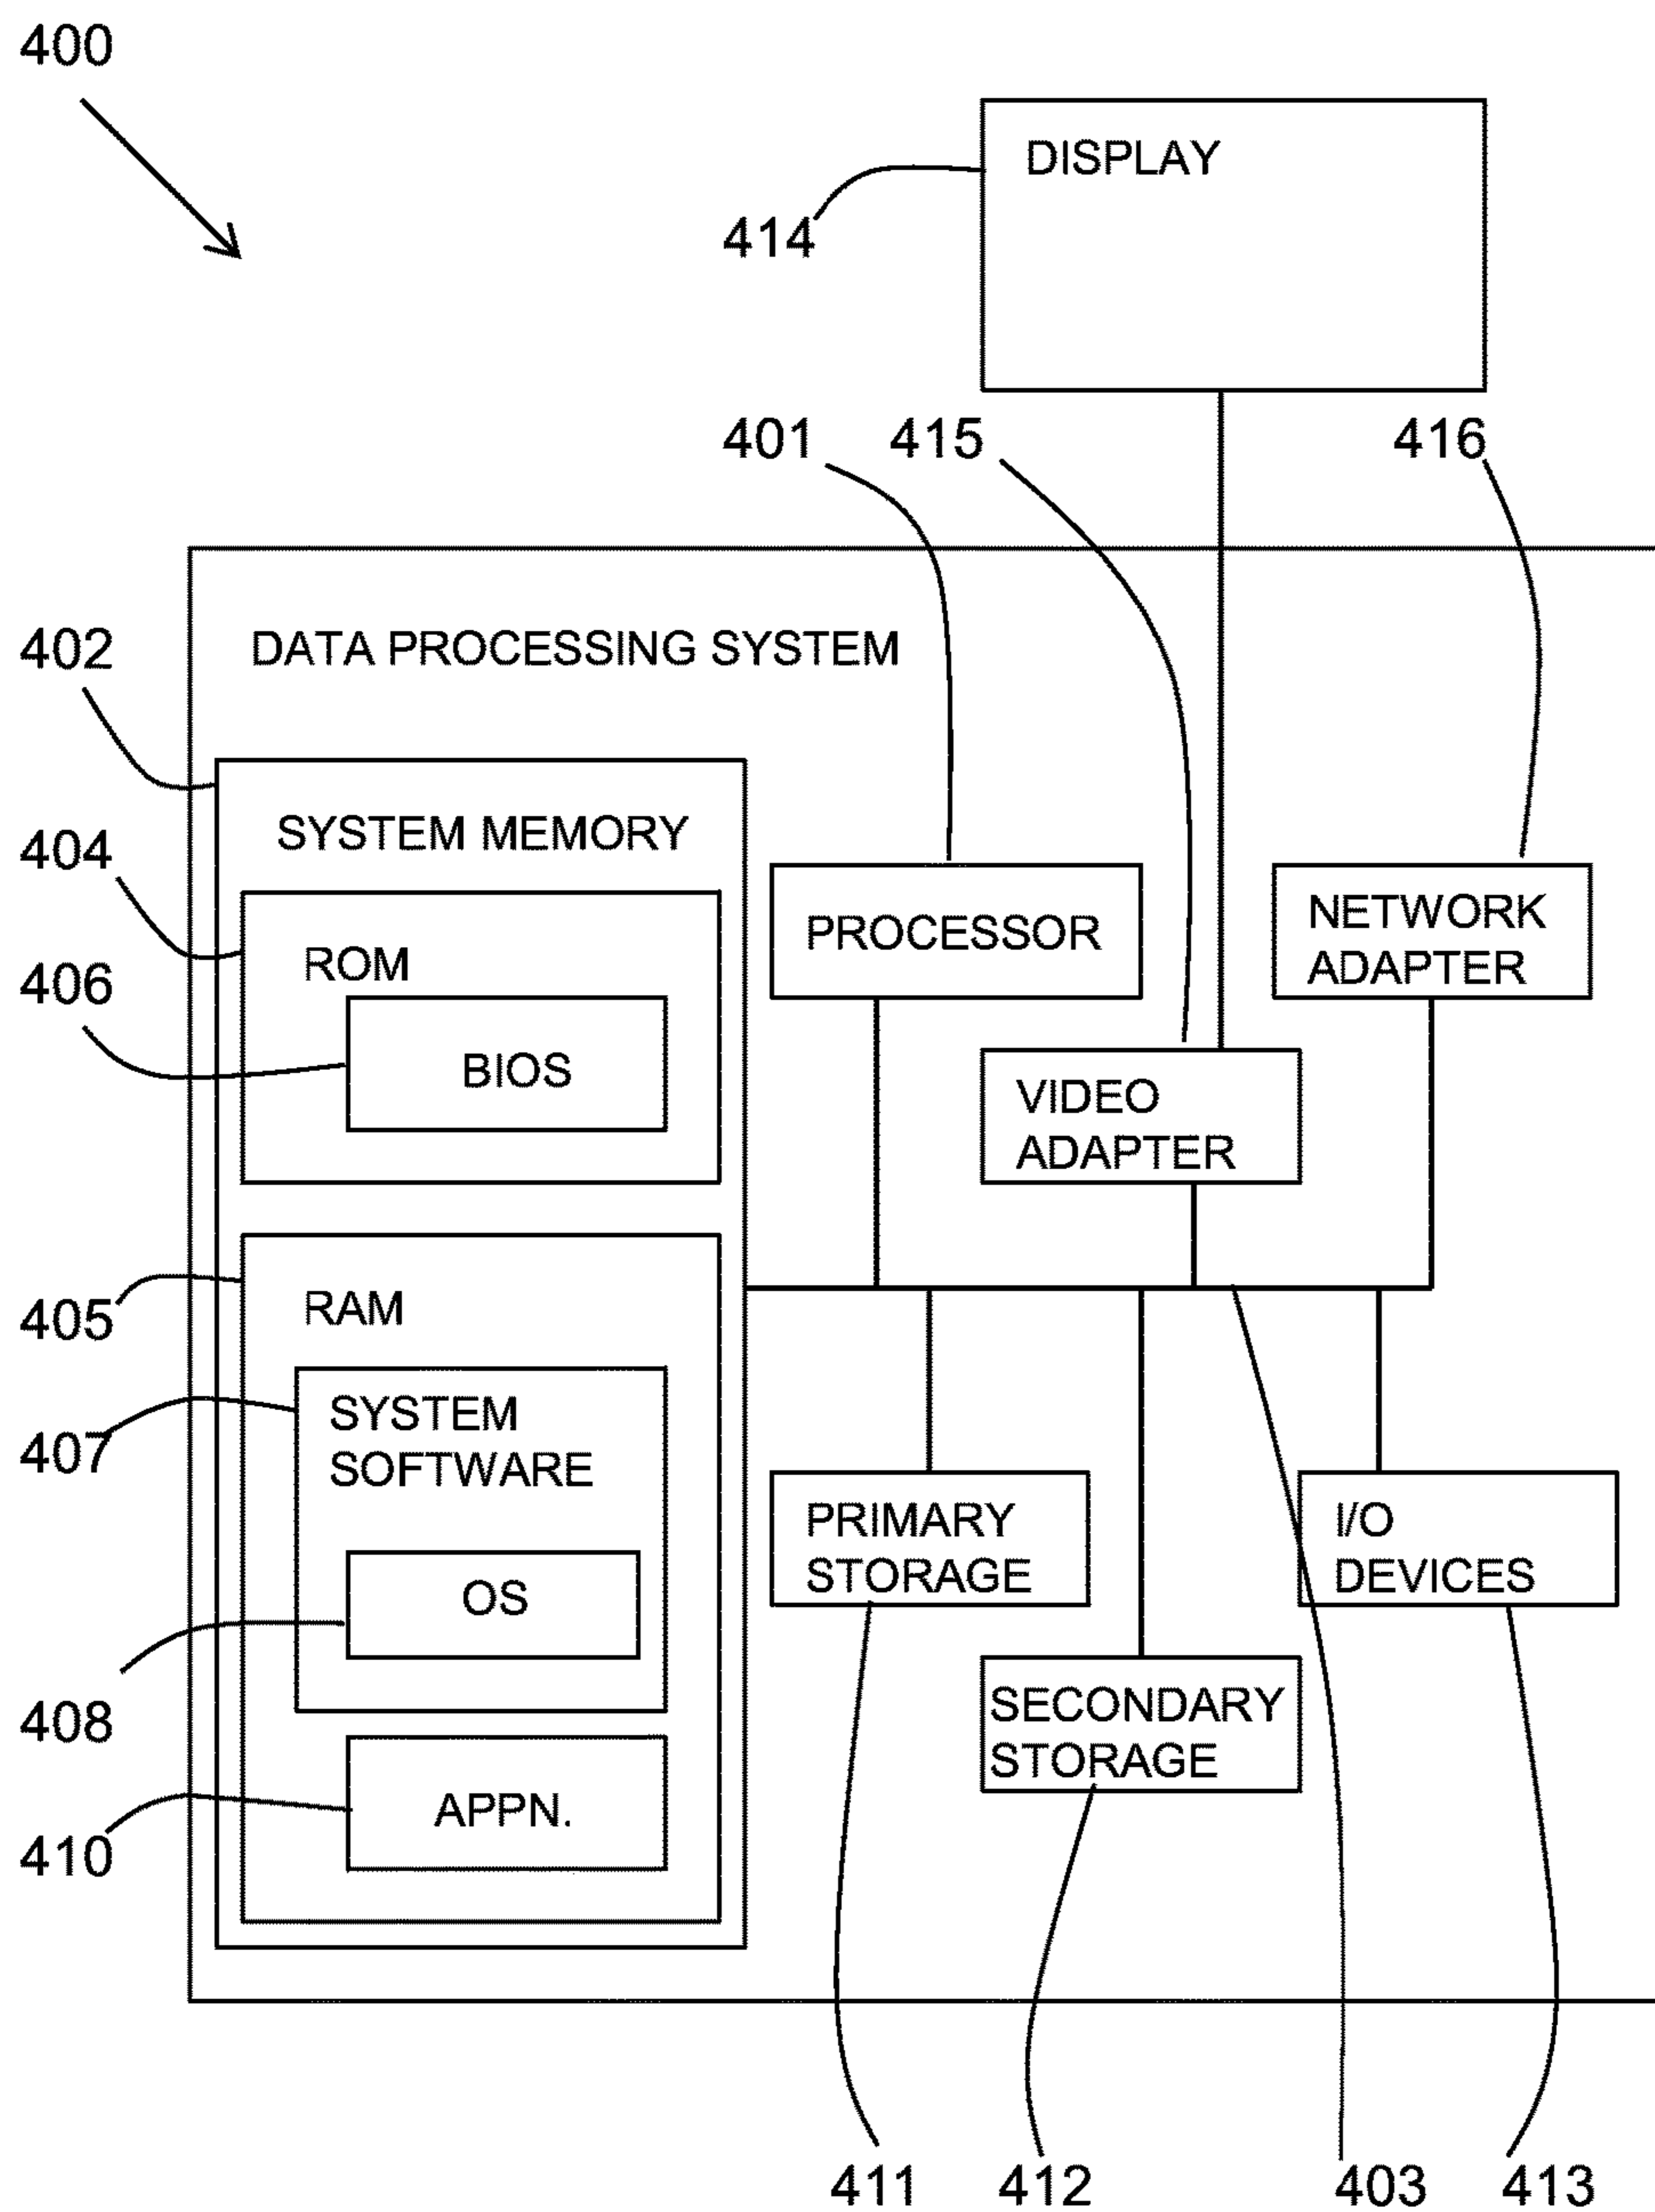 400
DISPLAY
414
401
415
416
402
DATA PROCESSING SYSTEM
SYSTEM MEMORY
404
ROM
406
BIOS
PROCESSOR
NETWORK
ADAPTER
VIDEO
ADAPTER
405
RAM
407
SYSTEM
SOFTWARE
OS
408
APPN.
410
PRIMARY
STORAGE
I/O
DEVICES
SECONDARY
STORAGE
411
412
403
413